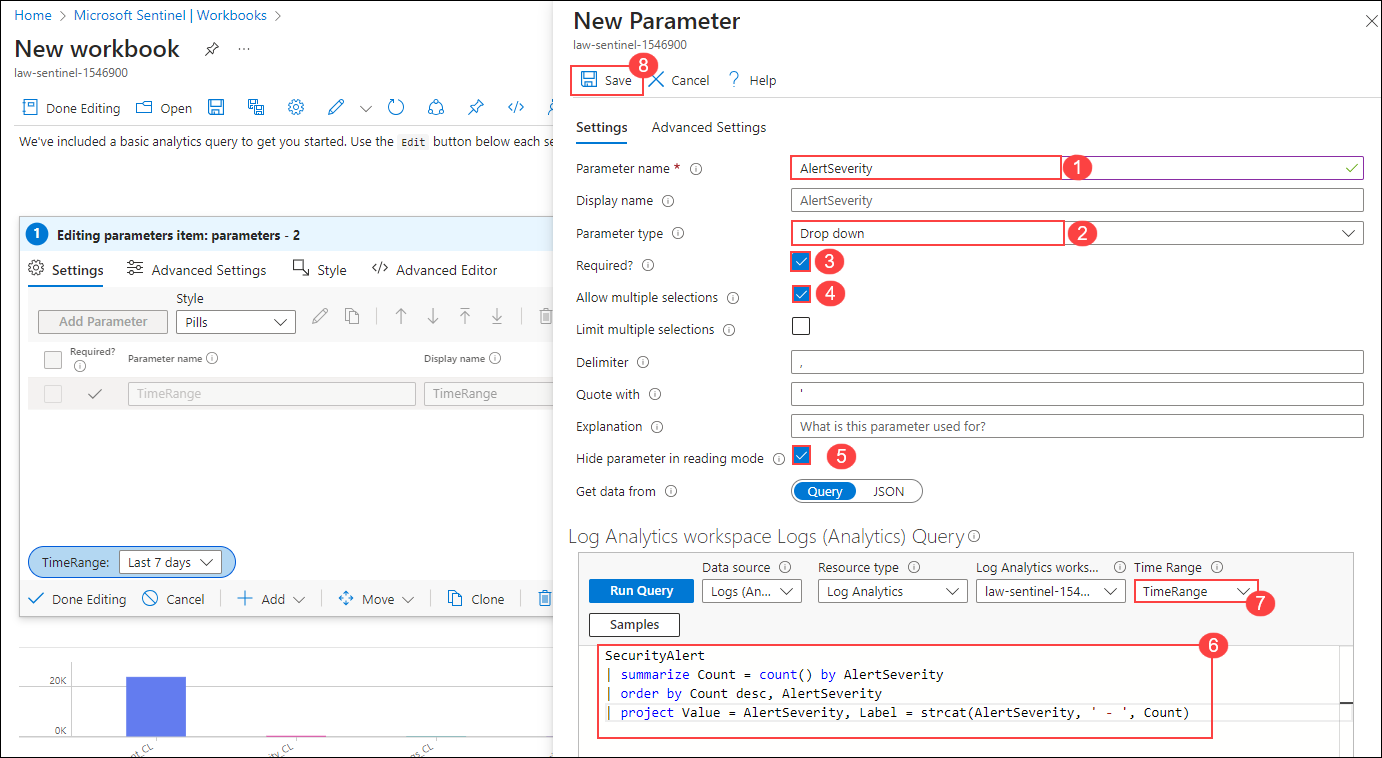 Home > Microsoft Sentinel | Workbooks >
New workbook
...
law-sentinel-1546900
Done Editing Open
We've included a basic analytics query to get you started. Use the Edit button below each se
1 Editing parameters item: parameters - 2
Settings Advanced Settings Style </> Advanced Editor
Style
Add Parameter Pills
Required? Parameter name Display name
TimeRange TimeRange
TimeRange: Last 7 days
Done Editing Cancel Add Move Clone
20K
0K
nt_CL ity_CL as_CL
New Parameter
law-sentinel-1546900
8
Save Cancel ? Help
Settings Advanced Settings
Parameter name * AlertSeverity 1
Display name AlertSeverity
Parameter type Drop down 2
Required? 3
Allow multiple selections 4
Limit multiple selections
Delimiter ,
Quote with '
Explanation What is this parameter used for?
Hide parameter in reading mode 5
Get data from Query JSON
Log Analytics workspace Logs (Analytics) Query
Data source Resource type Log Analytics works... Time Range
Run Query Logs (An... Log Analytics law-sentinel-154... TimeRange 7
Samples
6
SecurityAlert
| summarize Count = count() by AlertSeverity
| order by Count desc, AlertSeverity
| project Value = AlertSeverity, Label = strcat(AlertSeverity, ' - ', Count)